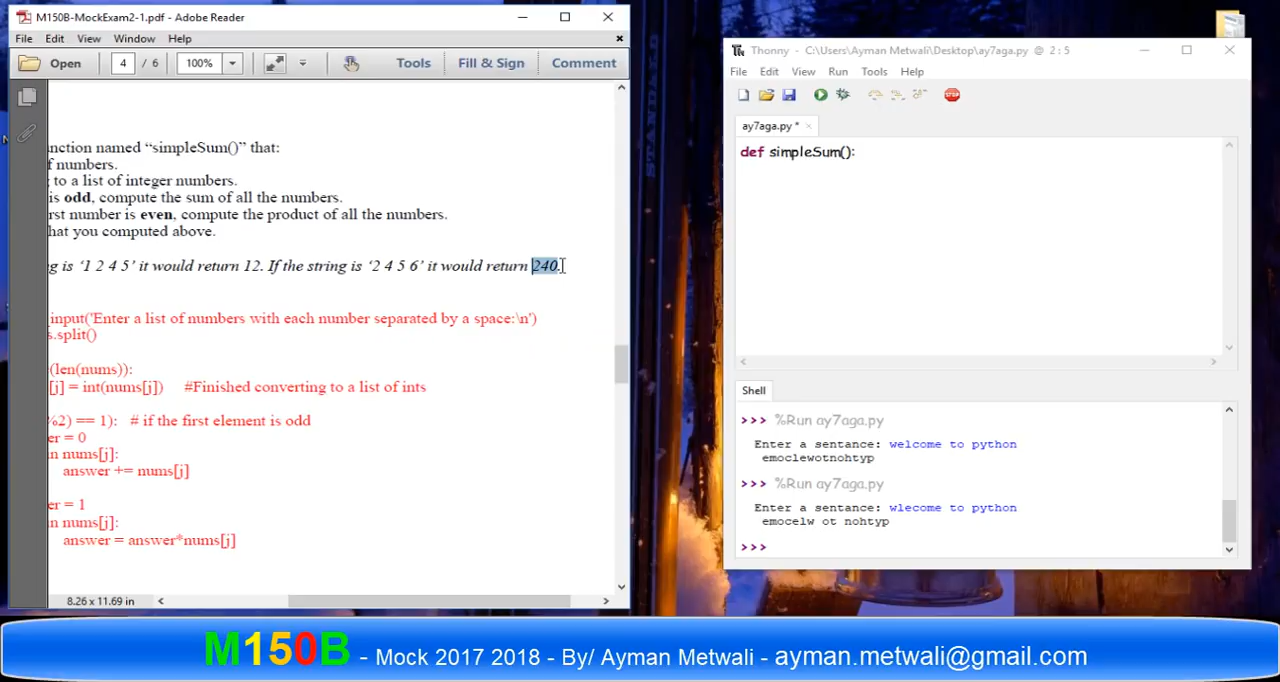 M150B-MockExam2-1.pdf - Adobe Reader
File Edit View Window Help
Open 4 / 6 100% Tools Fill & Sign Comment
nction named “simpleSum()” that:
f numbers.
to a list of integer numbers.
is odd, compute the sum of all the numbers.
rst number is even, compute the product of all the numbers.
hat you computed above.
g is ‘1 2 4 5’ it would return 12. If the string is ‘2 4 5 6’ it would return 240.
input('Enter a list of numbers with each number separated by a space:\n')
s.split()
(len(nums)):
[j] = int(nums[j]) #Finished converting to a list of ints
%2) == 1): # if the first element is odd
er = 0
n nums[j]:
answer += nums[j]
er = 1
n nums[j]:
answer = answer*nums[j]
8.26 x 11.69 in
STANDALO
Thonny - C:\Users\Ayman Metwali\Desktop\ay7aga.py @ 2 : 5
File Edit View Run Tools Help
STOP
ay7aga.py *
def simpleSum():
Shell
>>> %Run ay7aga.py
Enter a sentence: welcome to python
emoclewotnohtyp
>>> %Run ay7aga.py
Enter a sentence: wlecome to python
emocelw ot nohtyp
>>>
M150B - Mock 2017 2018 - By/ Ayman Metwali - ayman.metwali@gmail.com